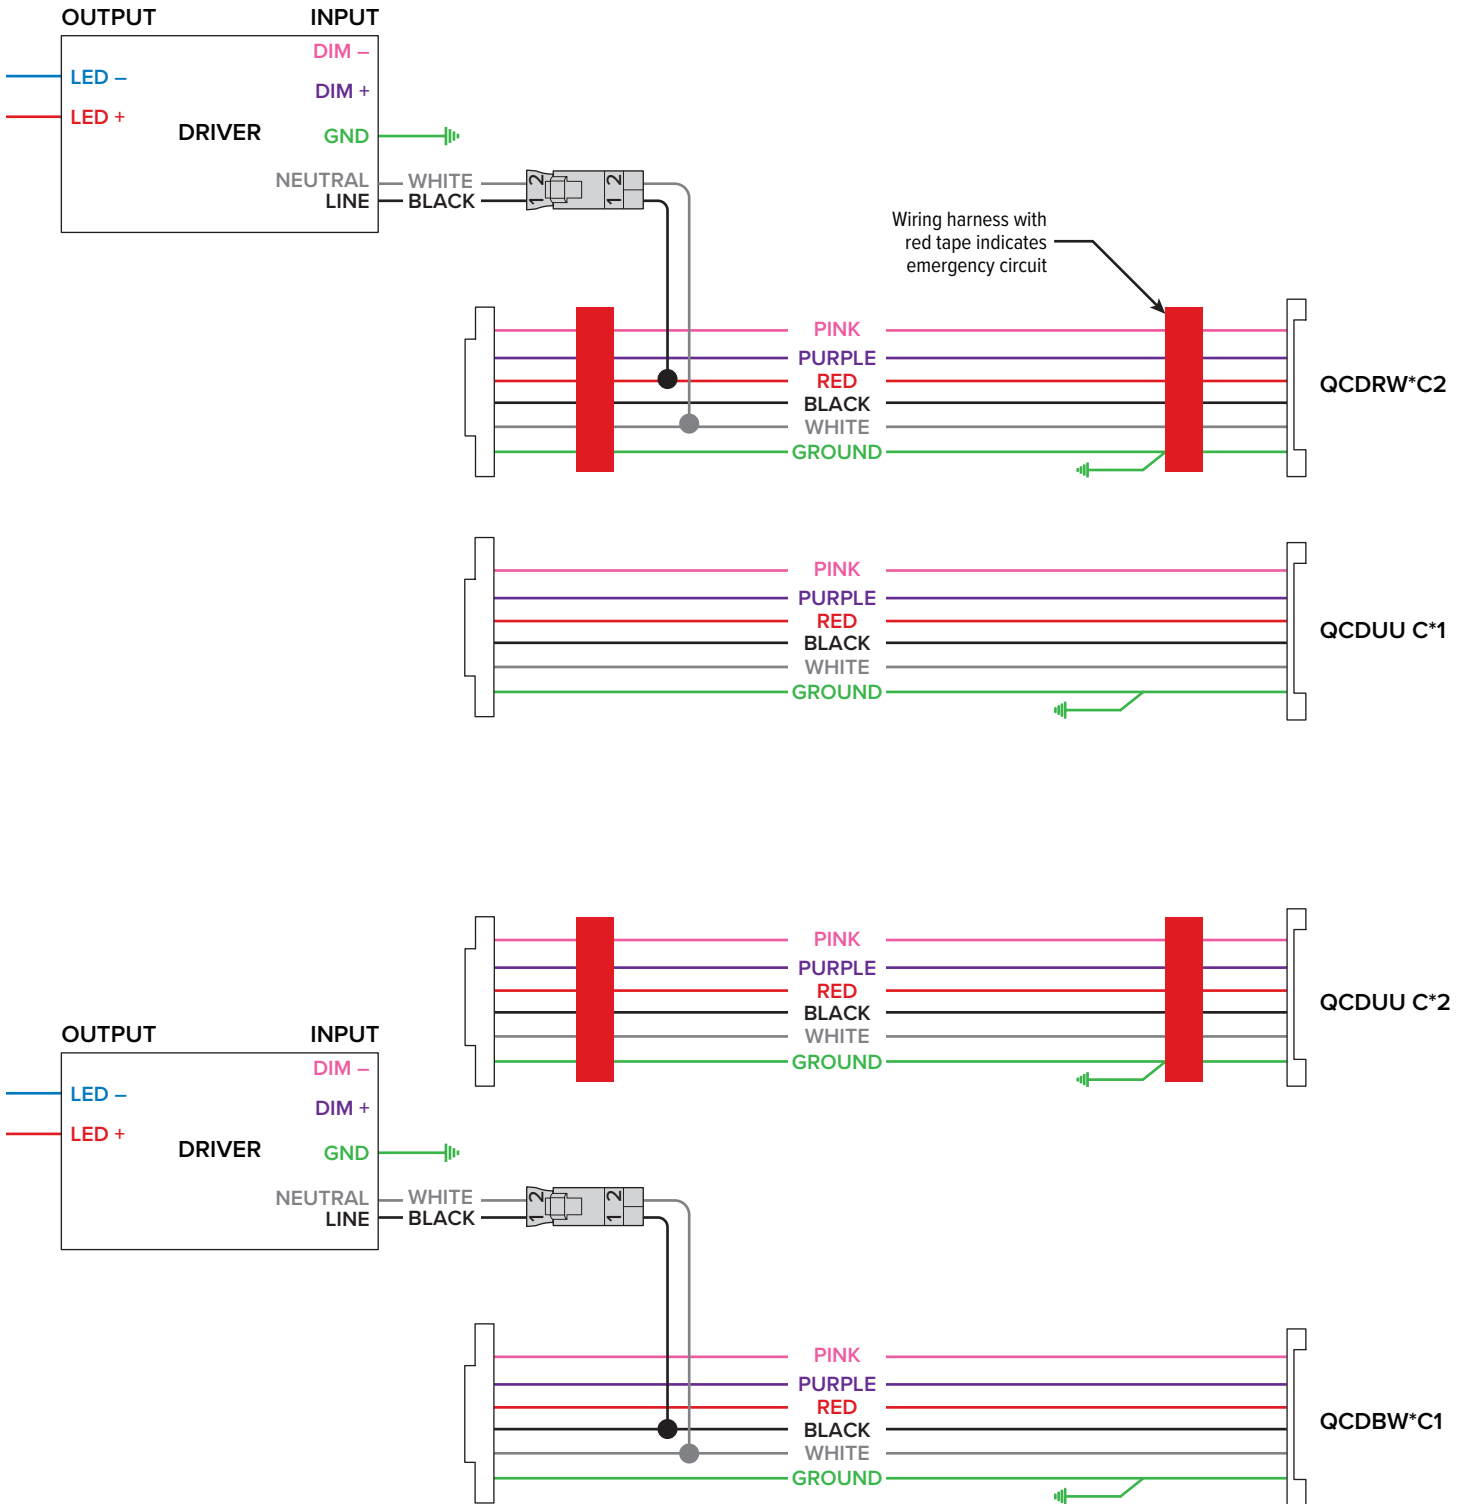 OUTPUT INPUT
DIM –
LED –
DIM +
LED +
DRIVER
GND
NEUTRAL WHITE
LINE BLACK
1 2 1 2
Wiring harness with
red tape indicates
emergency circuit
PINK
PURPLE
RED
BLACK
WHITE
GROUND
QCDRW*C2
PINK
PURPLE
RED
BLACK
WHITE
GROUND
QCDUU C*1
PINK
PURPLE
RED
BLACK
WHITE
GROUND
QCDUU C*2
OUTPUT INPUT
DIM –
LED –
DIM +
LED +
DRIVER
GND
NEUTRAL WHITE
LINE BLACK
1 2 1 2
PINK
PURPLE
RED
BLACK
WHITE
GROUND
QCDBW*C1